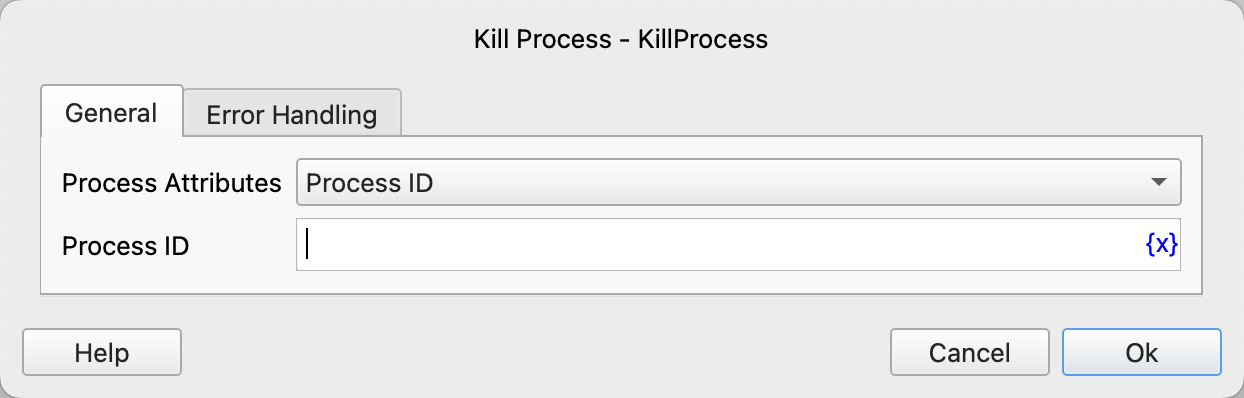 Kill Process - KillProcess
General
Error Handling
Process Attributes
Process ID
Process ID
{x}
Help
Cancel
Ok